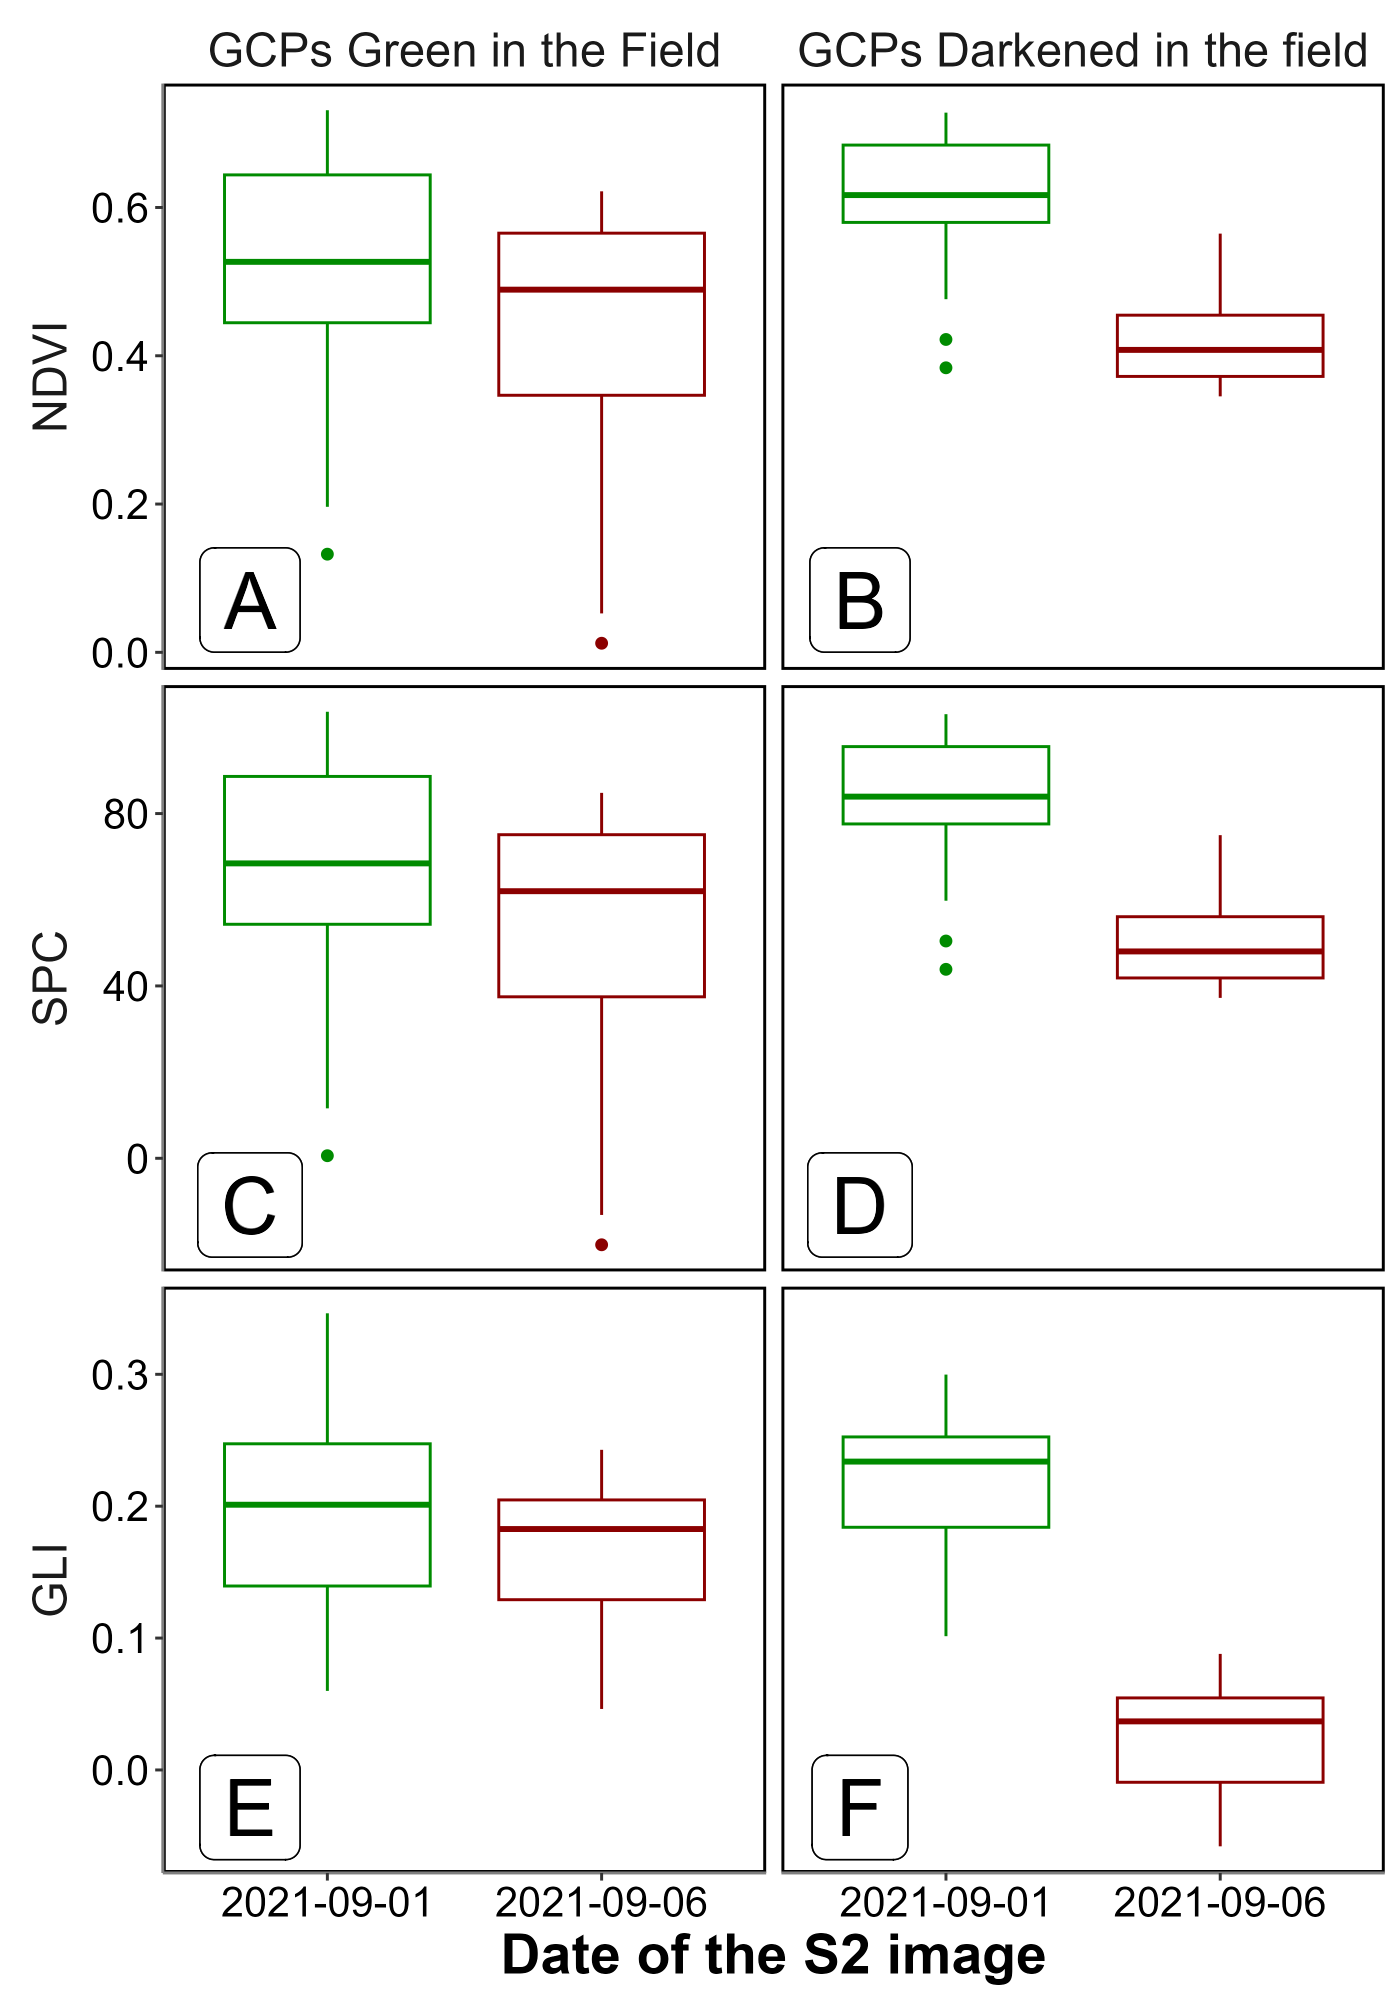 GCPs Green in the Field
GCPs Darkened in the field
NDVI
0.6
0.4
0.2
0.0
A
B
SPC
80
40
0
C
D
GLI
0.3
0.2
0.1
0.0
E
F
2021-09-01
2021-09-06
2021-09-01
2021-09-06
Date of the S2 image